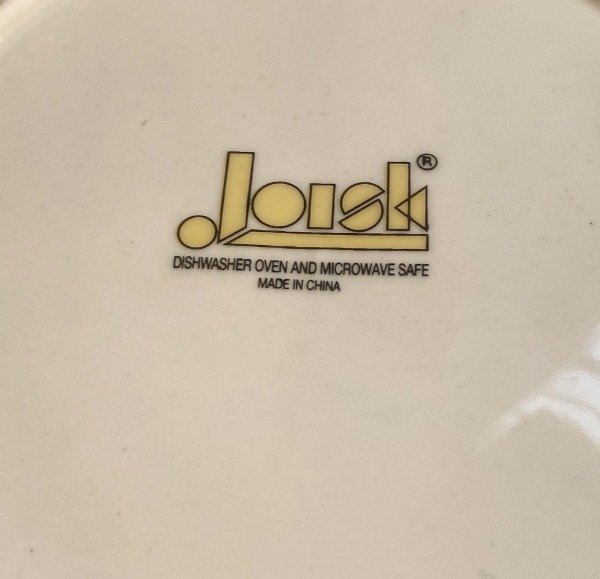 Joisk®
DISHWASHER OVEN AND MICROWAVE SAFE
MADE IN CHINA